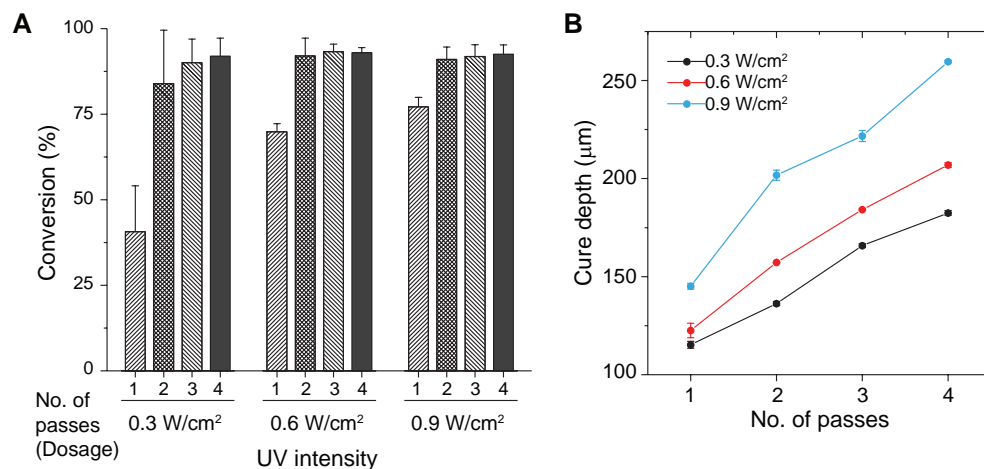 A
100
75
50
25
0
Conversion (%)
1 2 3 4 1 2 3 4 1 2 3 4
No. of
passes
(Dosage)
0.3 W/cm² 0.6 W/cm² 0.9 W/cm²
UV intensity
B
0.3 W/cm²
0.6 W/cm²
0.9 W/cm²
250
200
150
100
Cure depth (μm)
1 2 3 4
No. of passes